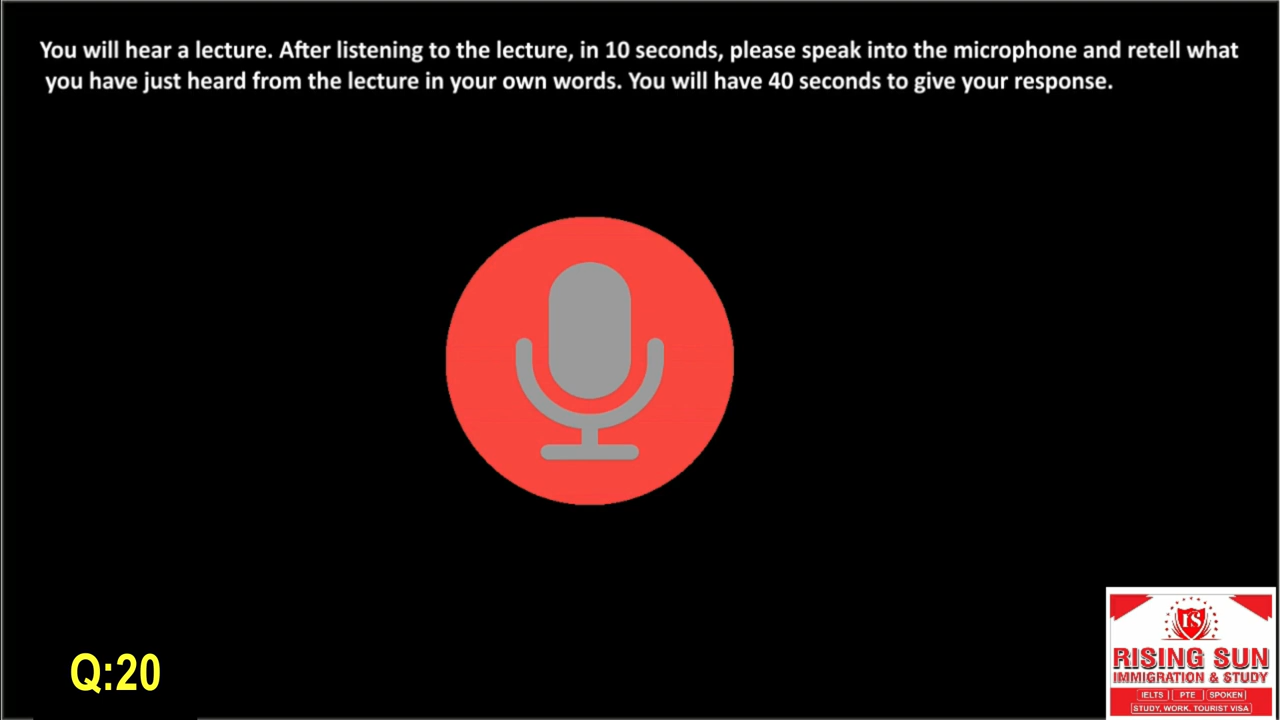 You will hear a lecture. After listening to the lecture, in 10 seconds, please speak into the microphone and retell what
you have just heard from the lecture in your own words. You will have 40 seconds to give your response.
Q:20
RS
RISING SUN
IMMIGRATION & STUDY
IELTS | PTE | SPOKEN
STUDY, WORK, TOURIST VISA